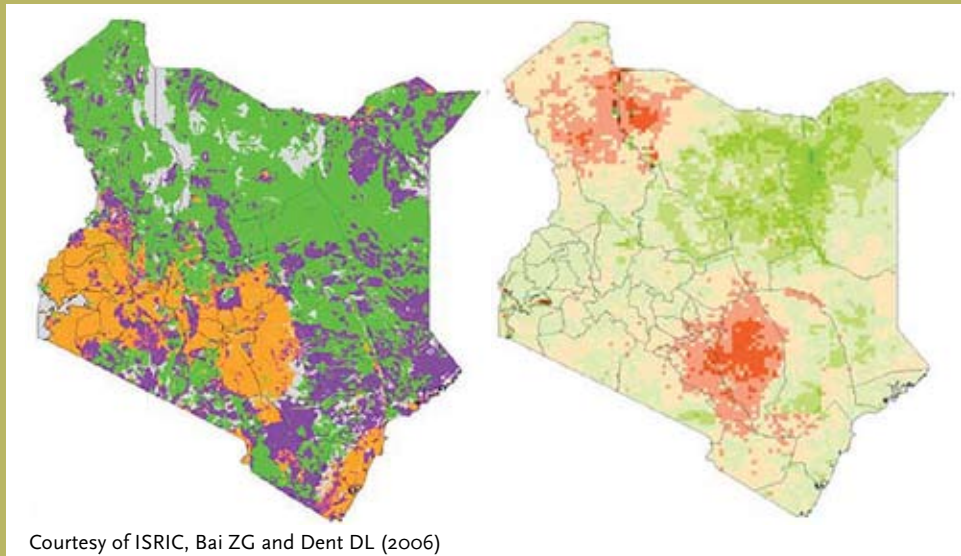 Courtesy of ISRIC, Bai ZG and Dent DL (2006)